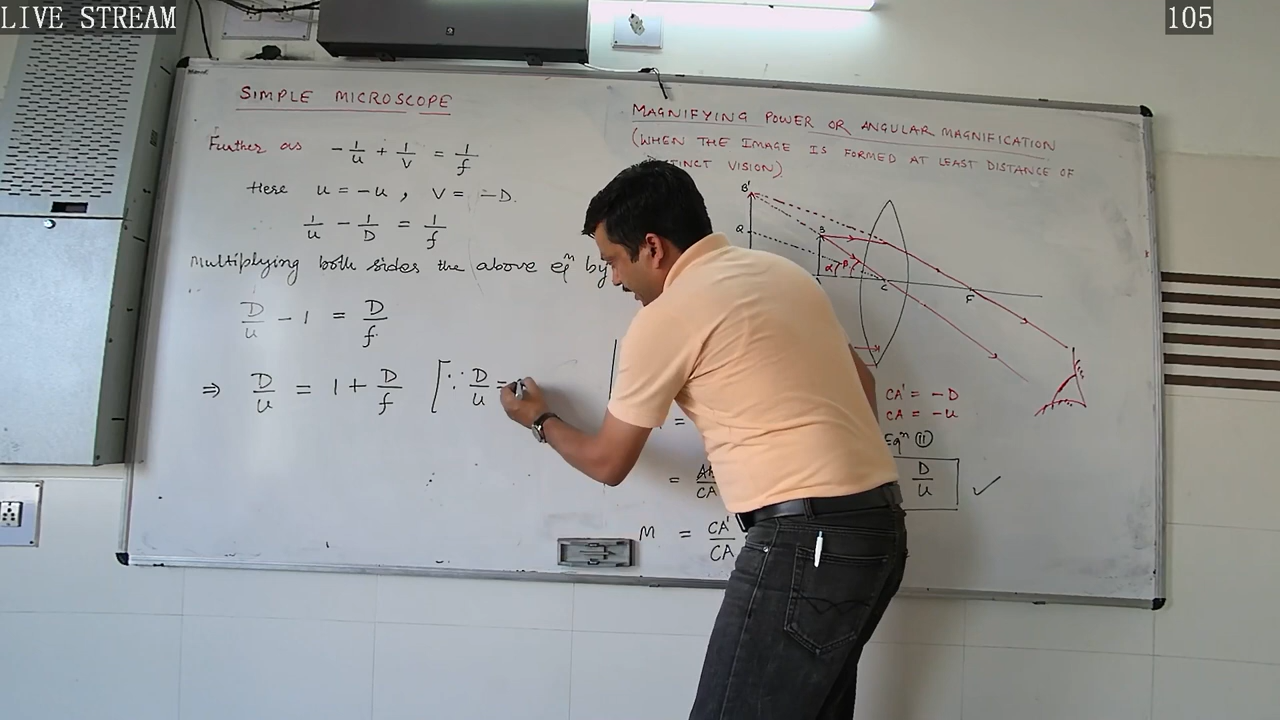 LIVE STREAM
105
SIMPLE MICROSCOPE
Further as -1/u + 1/v = 1/f
Here u = -u , v = -D.
1/u - 1/D = 1/f
Multiplying both sides the above eqⁿ by
D/u - 1 = D/f
⇒ D/u = 1 + D/f [∵ D/u =
MAGNIFYING POWER OR ANGULAR MAGNIFICATION
(WHEN THE IMAGE IS FORMED AT LEAST DISTANCE OF
VISION)
B'
Q
B
α β
C
F
CA' = -D
CA = -u
Eqⁿ (ii)
D/u ✓
=
M = CA'/CA